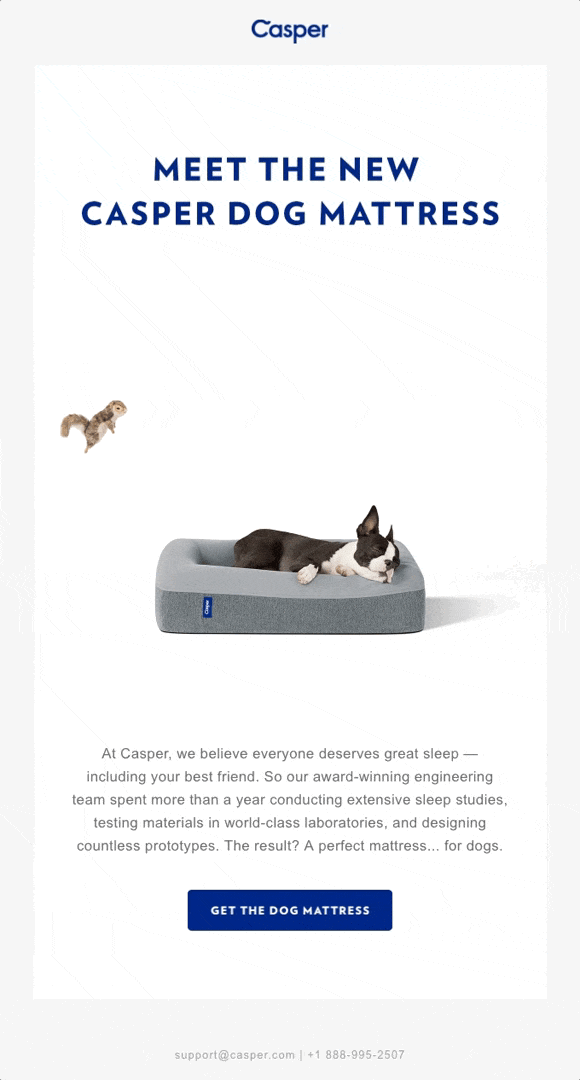 Casper
MEET THE NEW
CASPER DOG MATTRESS
Casper
At Casper, we believe everyone deserves great sleep —
including your best friend. So our award-winning engineering
team spent more than a year conducting extensive sleep studies,
testing materials in world-class laboratories, and designing
countless prototypes. The result? A perfect mattress... for dogs.
GET THE DOG MATTRESS
support@casper.com | +1 888-995-2507